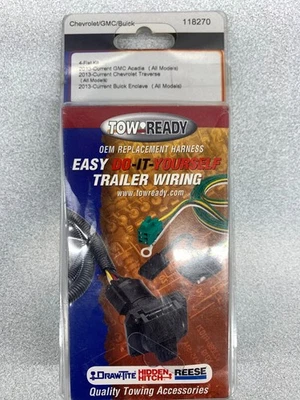 Chevrolet/GMC/Buick 118270
4-Flat Kit
2013-Current GMC Acadia (All Models)
2013-Current Chevrolet Traverse
(All Models)
2013-Current Buick Enclave (All Models)
TOW READY
OEM REPLACEMENT HARNESS
EASY DO-IT-YOURSELF
TRAILER WIRING
www.towready.com
DRAW-TITE HIDDEN HITCH REESE
Quality Towing Accessories